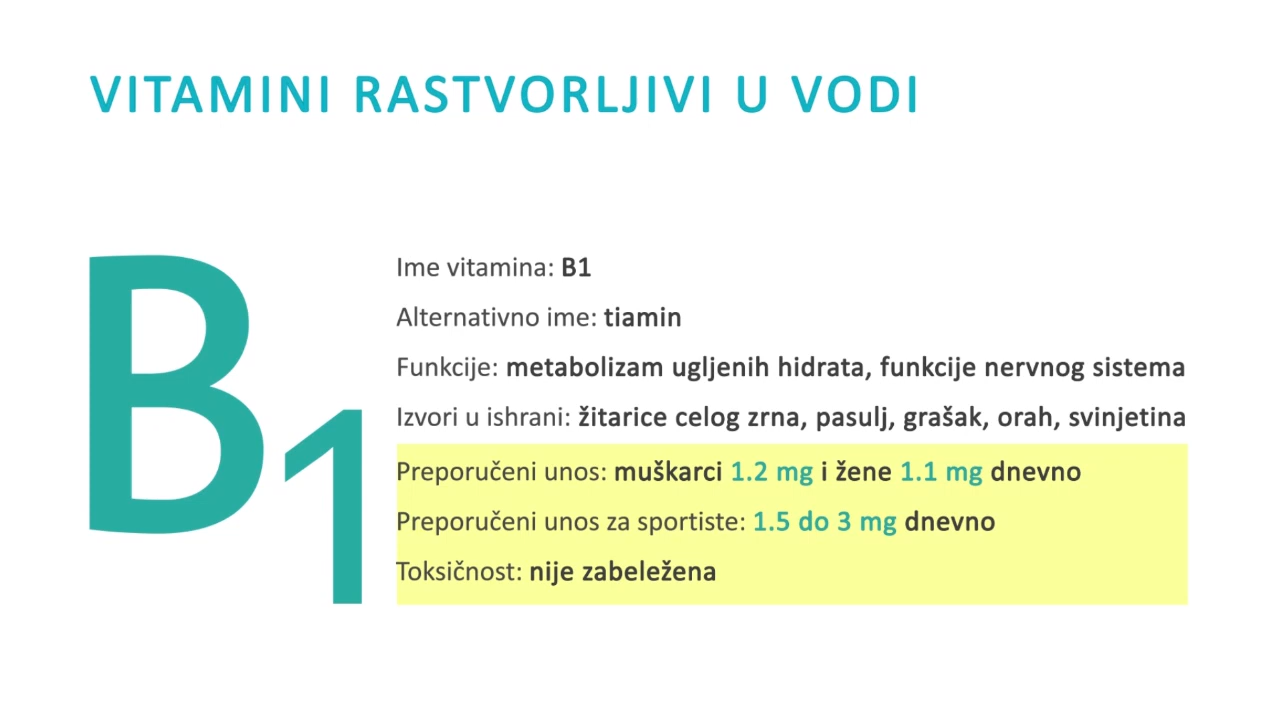 VITAMINI RASTVORLJIVI U VODI
B1
Ime vitamina: B1
Alternativno ime: tiamin
Funkcije: metabolizam ugljenih hidrata, funkcije nervnog sistema
Izvori u ishrani: žitarice celog zrna, pasulj, grašak, orah, svinjetina
Preporučeni unos: muškarci 1.2 mg i žene 1.1 mg dnevno
Preporučeni unos za sportiste: 1.5 do 3 mg dnevno
Toksičnost: nije zabeležena